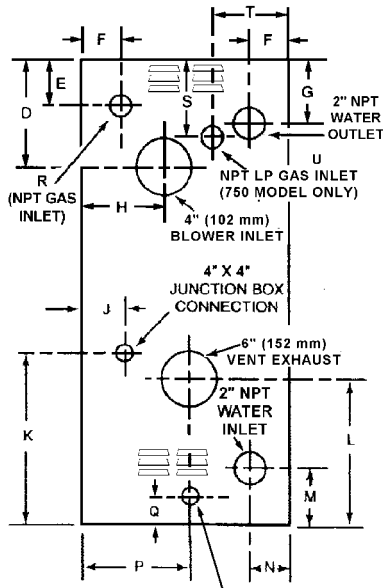 T
F
F
E
G
D
S
2" NPT
WATER
OUTLET
U
R
(NPT GAS
INLET)
NPT LP GAS INLET
(750 MODEL ONLY)
H
4" (102 mm)
BLOWER INLET
4" X 4"
JUNCTION BOX
CONNECTION
J
6" (152 mm)
VENT EXHAUST
K
2" NPT
WATER
INLET
L
M
Q
P
N